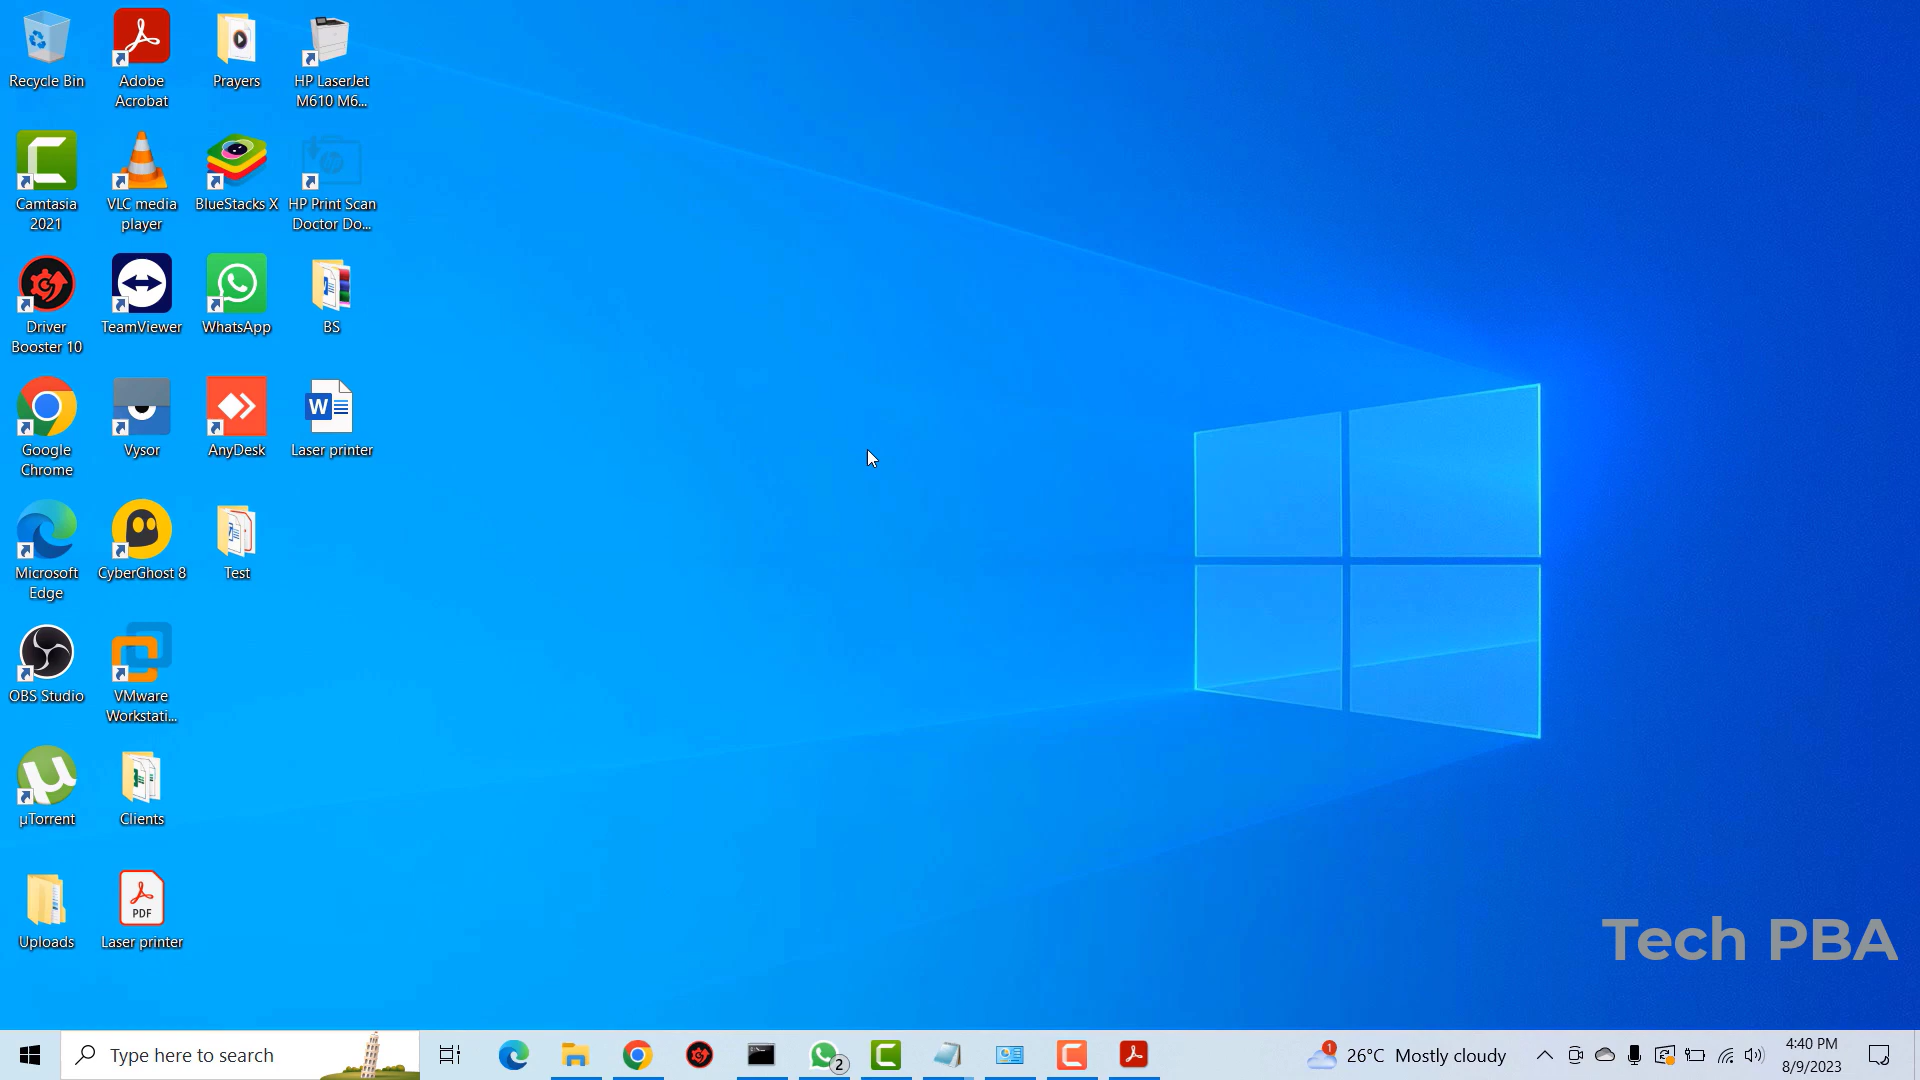 Recycle Bin
Adobe
Acrobat
Prayers
HP LaserJet
M610 M6...
Camtasia
2021
VLC media
player
BlueStacks X
HP Print Scan
Doctor Do...
Driver
Booster 10
TeamViewer
WhatsApp
BS
Google
Chrome
Vysor
AnyDesk
W
Laser printer
Microsoft
Edge
CyberGhost 8
Test
OBS Studio
VMware
Workstati...
µTorrent
Clients
Uploads
PDF
Laser printer
Tech PBA
Type here to search
2
1
26°C Mostly cloudy
4:40 PM
8/9/2023